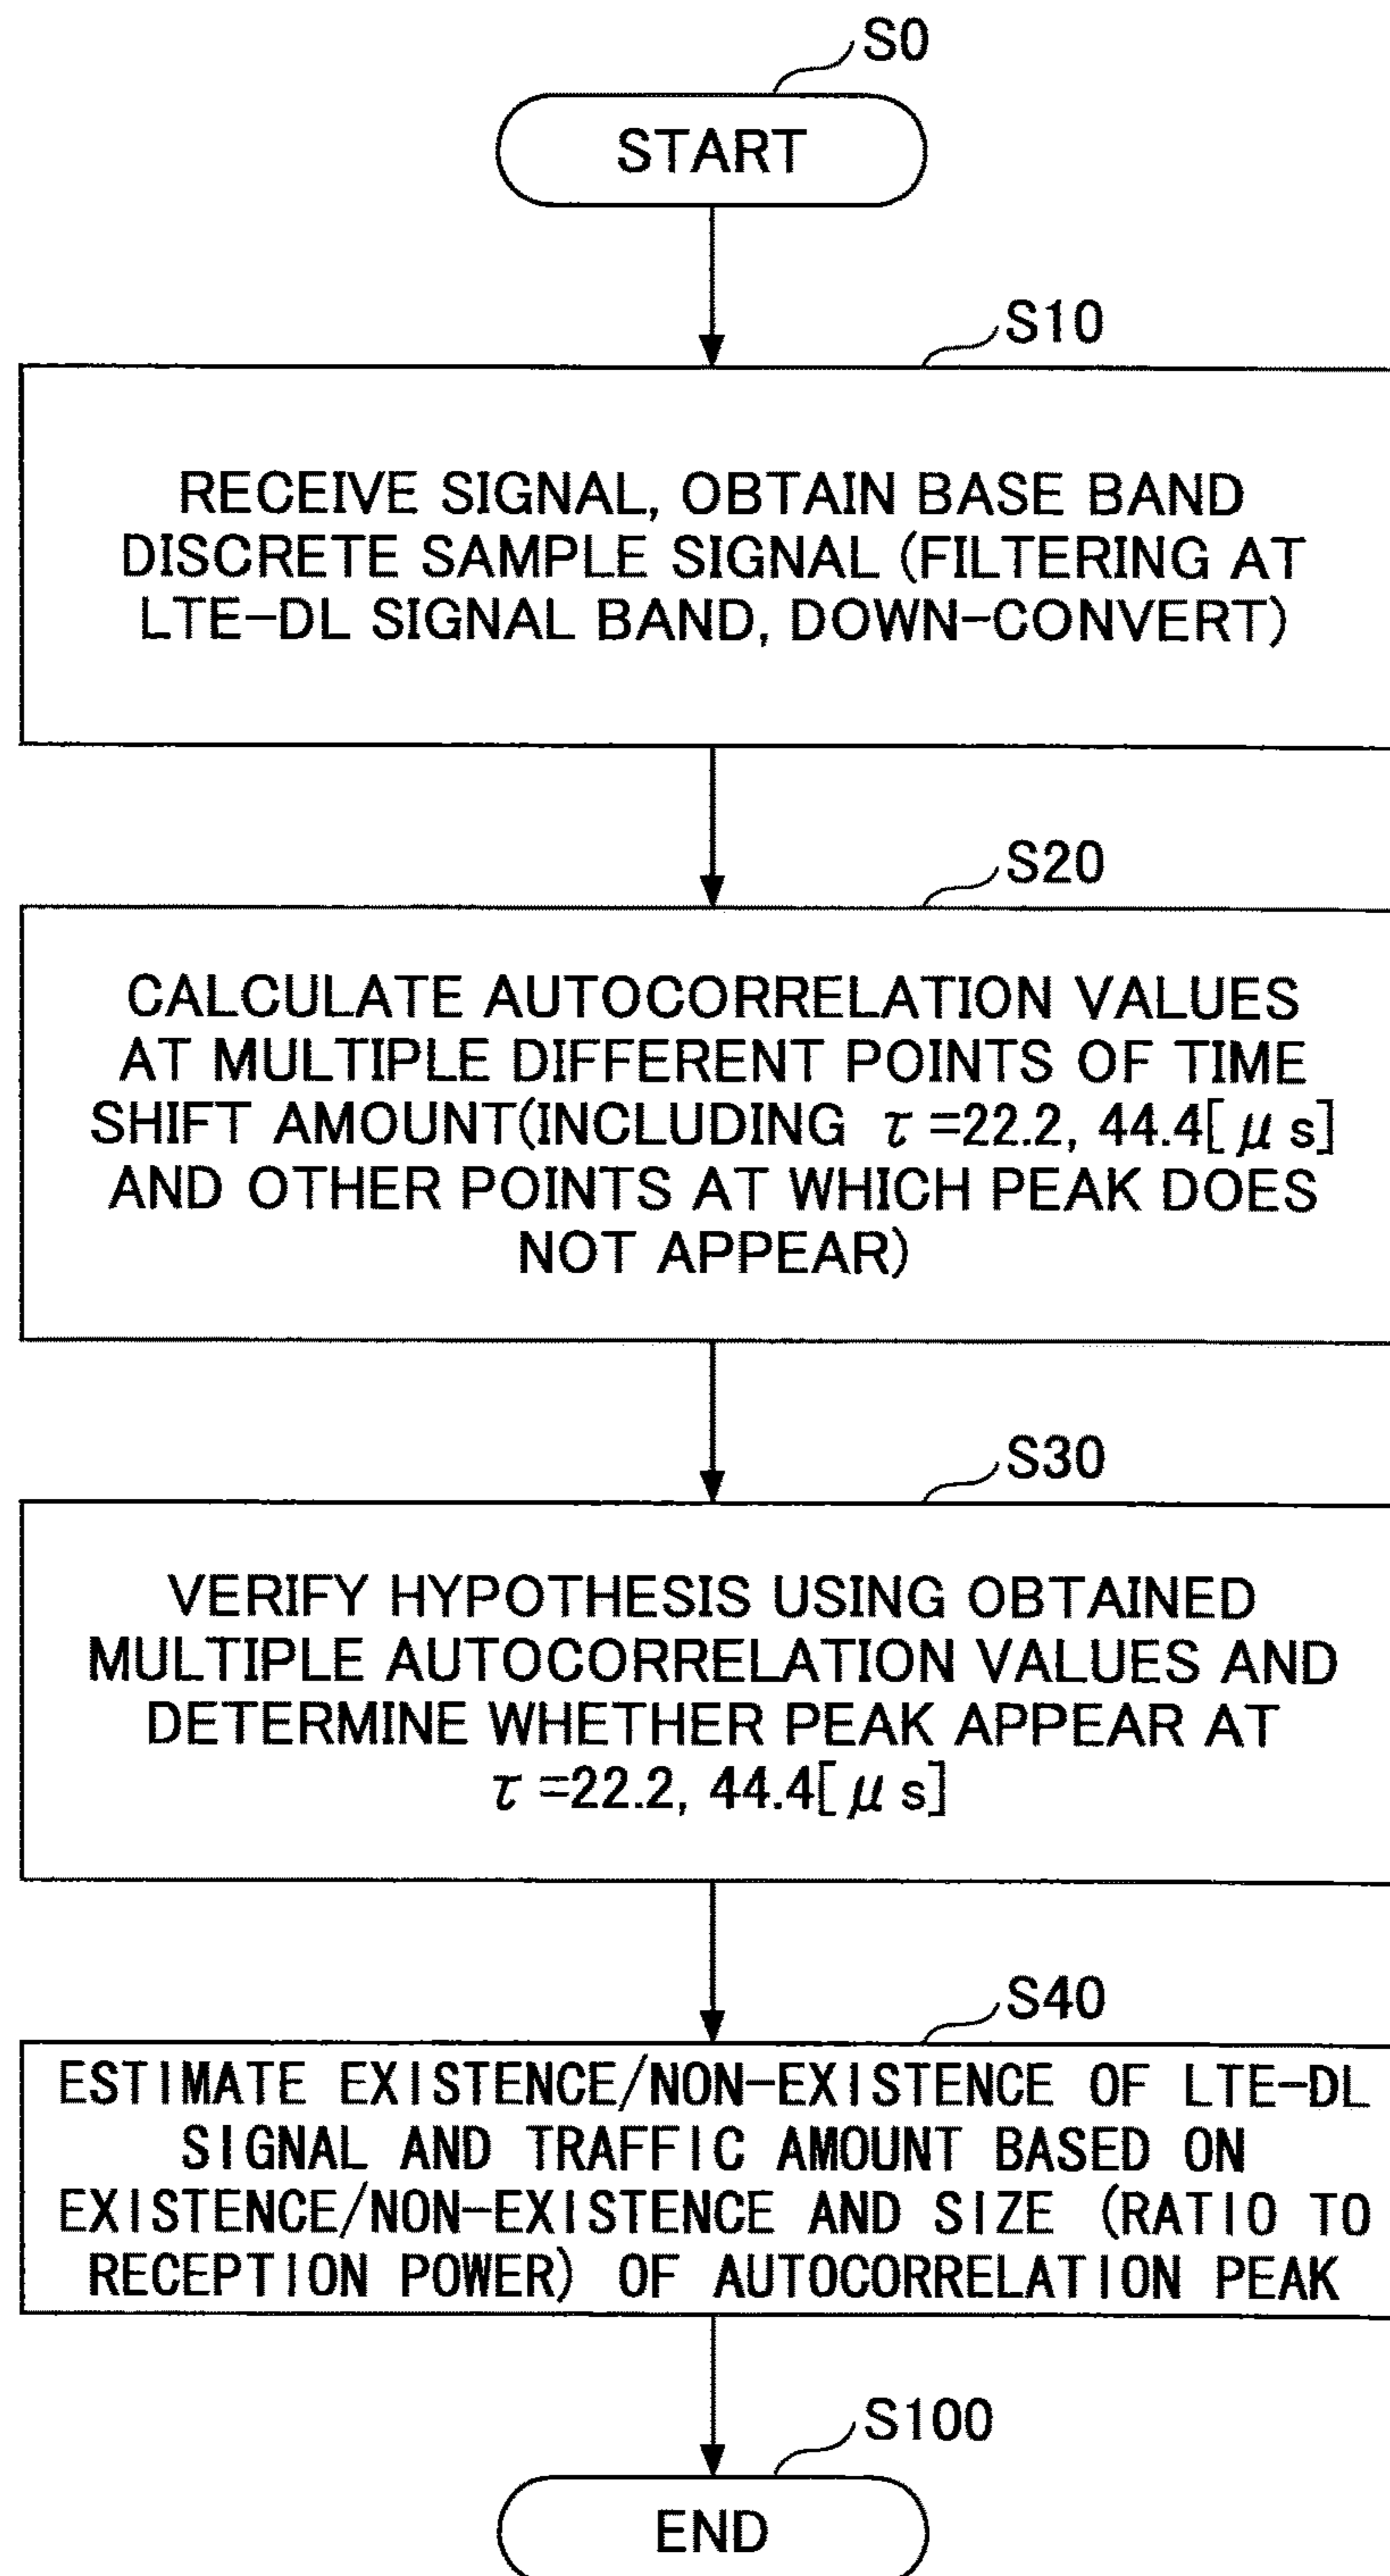 S0
START
S10
RECEIVE SIGNAL, OBTAIN BASE BAND
DISCRETE SAMPLE SIGNAL (FILTERING AT
LTE-DL SIGNAL BAND, DOWN-CONVERT)
S20
CALCULATE AUTOCORRELATION VALUES
AT MULTIPLE DIFFERENT POINTS OF TIME
SHIFT AMOUNT(INCLUDING τ=22.2, 44.4[μs]
AND OTHER POINTS AT WHICH PEAK DOES
NOT APPEAR)
S30
VERIFY HYPOTHESIS USING OBTAINED
MULTIPLE AUTOCORRELATION VALUES AND
DETERMINE WHETHER PEAK APPEAR AT
τ=22.2, 44.4[μs]
S40
ESTIMATE EXISTENCE/NON-EXISTENCE OF LTE-DL
SIGNAL AND TRAFFIC AMOUNT BASED ON
EXISTENCE/NON-EXISTENCE AND SIZE (RATIO TO
RECEPTION POWER) OF AUTOCORRELATION PEAK
S100
END